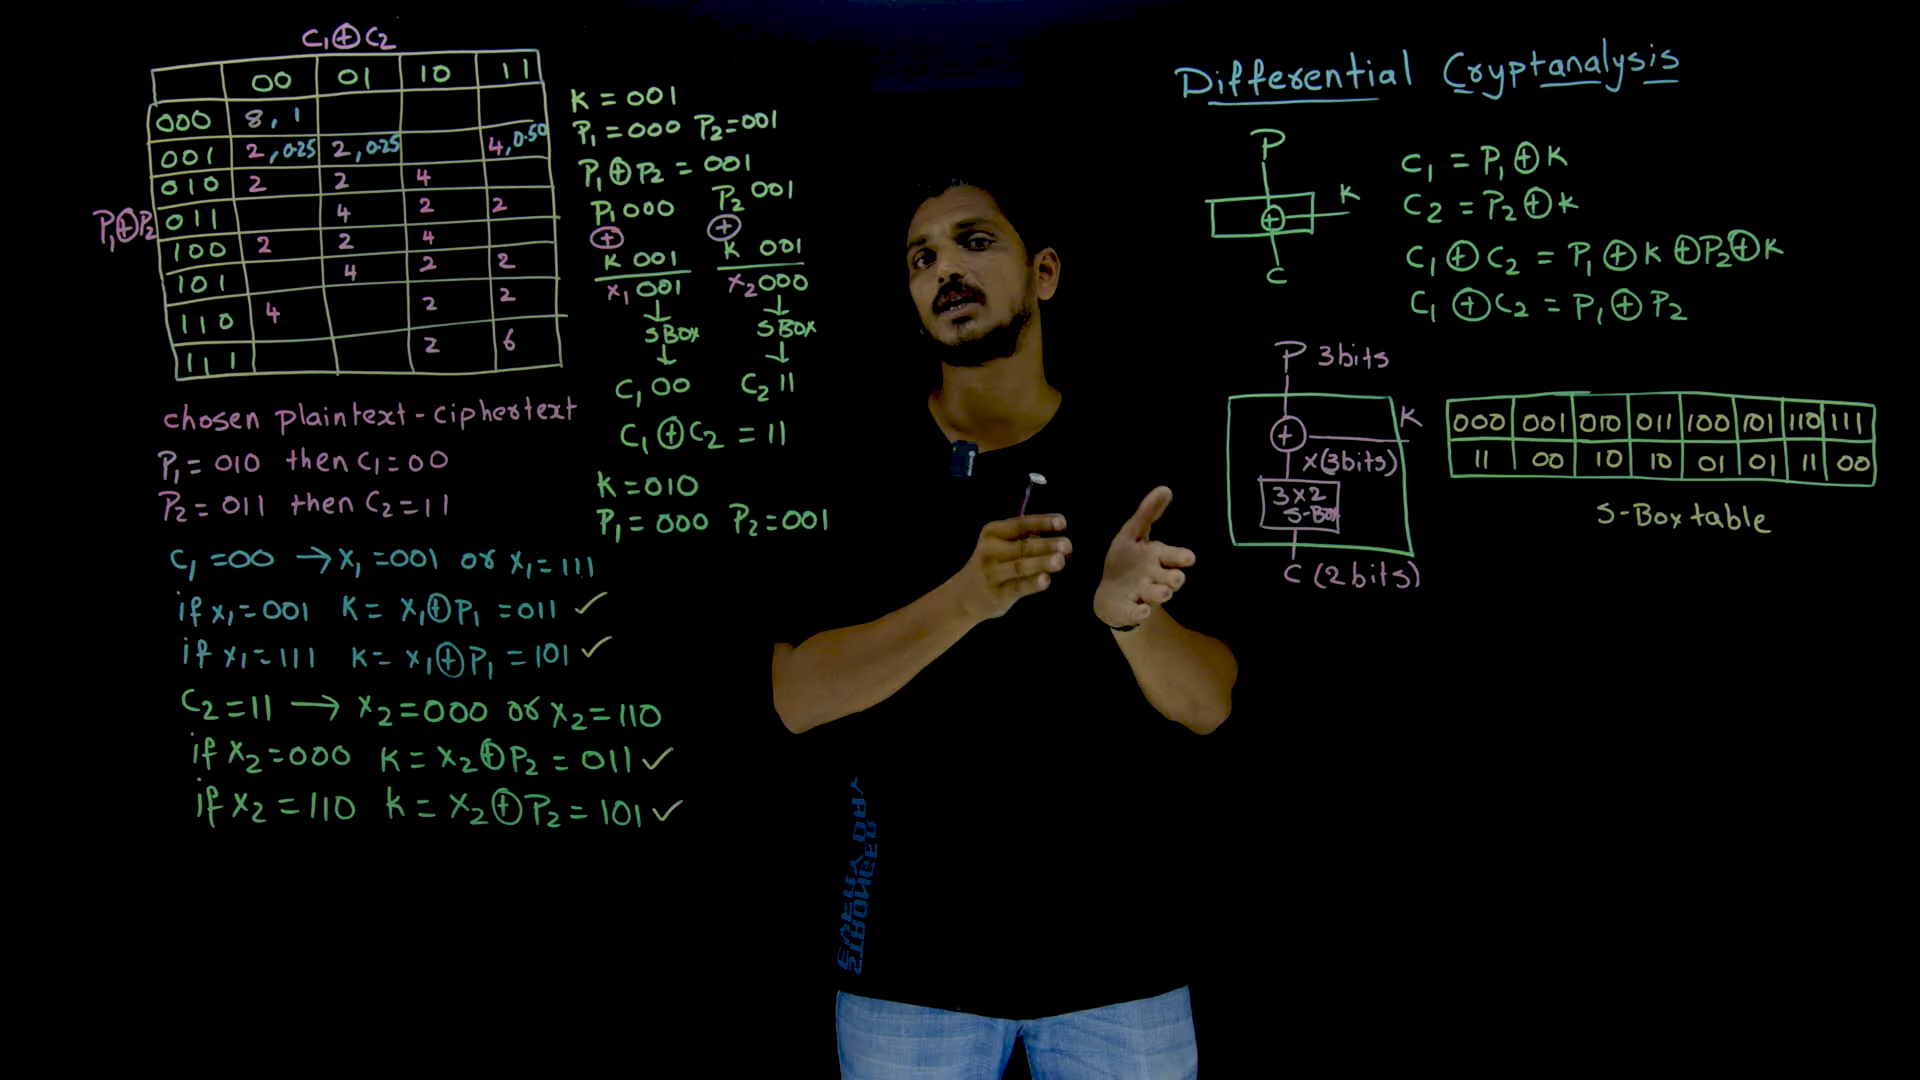 C₁⊕C₂
00 01 10 11
000 8, 1
001 2, 0.25 2, 0.25 4, 0.50
010 2 2 4
P₁⊕P₂
011 4 2 2
100 2 2 4
101 4 2 2
110 4 2 2
111 2 6
chosen plaintext-ciphertext
P₁ = 010 then C₁=00
P₂ = 011 then C₂=11
C₁ =00 → X₁=001 or X₁=111
if X₁=001 K= X₁⊕P₁ =011 ✓
if X₁=111 K= X₁⊕P₁ =101 ✓
C₂=11 → X₂=000 or X₂=110
if X₂=000 K= X₂⊕P₂ = 011 ✓
if X₂=110 K= X₂⊕P₂ = 101 ✓
K = 001
P₁=000 P₂=001
P₁⊕P₂ = 001
P₁ 000 P₂ 001
⊕ ⊕
K 001 K 001
X₁ 001 X₂ 000
↓ ↓
SBOX SBOX
↓ ↓
C₁ 00 C₂ 11
C₁⊕C₂ = 11
K=010
P₁=000 P₂=001
Differential Cryptanalysis
P
K
⊕
C
C₁ = P₁⊕K
C₂ = P₂⊕K
C₁⊕C₂ = P₁⊕K⊕P₂⊕K
C₁⊕C₂ = P₁⊕P₂
P 3bits
K
⊕
X(3bits)
3x2
S-Box
C (2 bits)
000 001 010 011 100 101 110 111
11 00 10 10 01 01 11 00
S-Box table